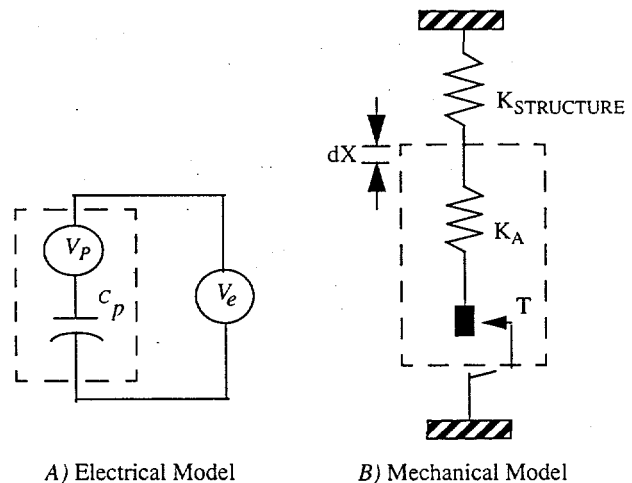 K_STRUCTURE
dX
K_A
V_P
C_p
V_e
T
A) Electrical Model
B) Mechanical Model